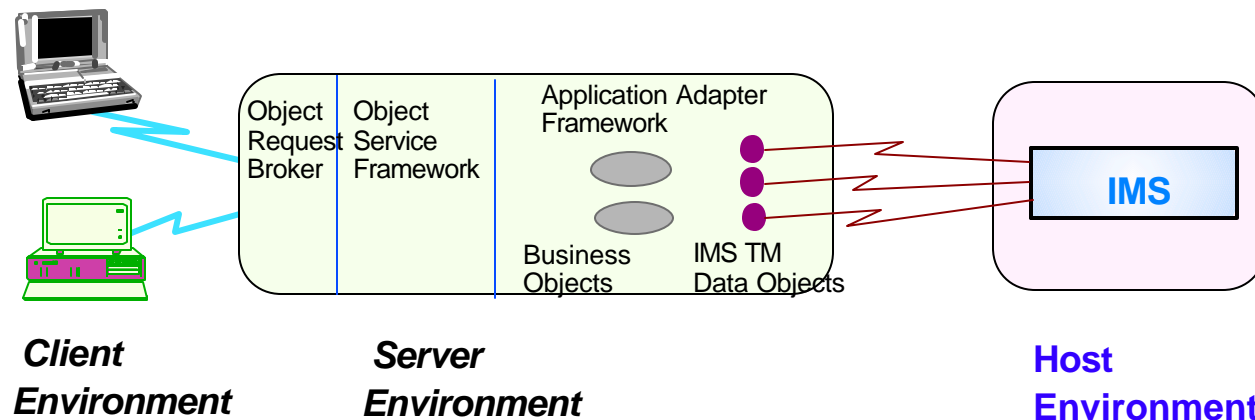 Object
Request
Broker
Object
Service
Framework
Application Adapter
Framework
Business
Objects
IMS TM
Data Objects
IMS
Client
Environment
Server
Environment
Host
Environment